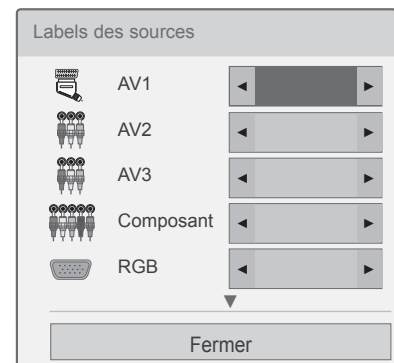 Labels des sources
AV1
AV2
AV3
Composant
RGB
Fermer